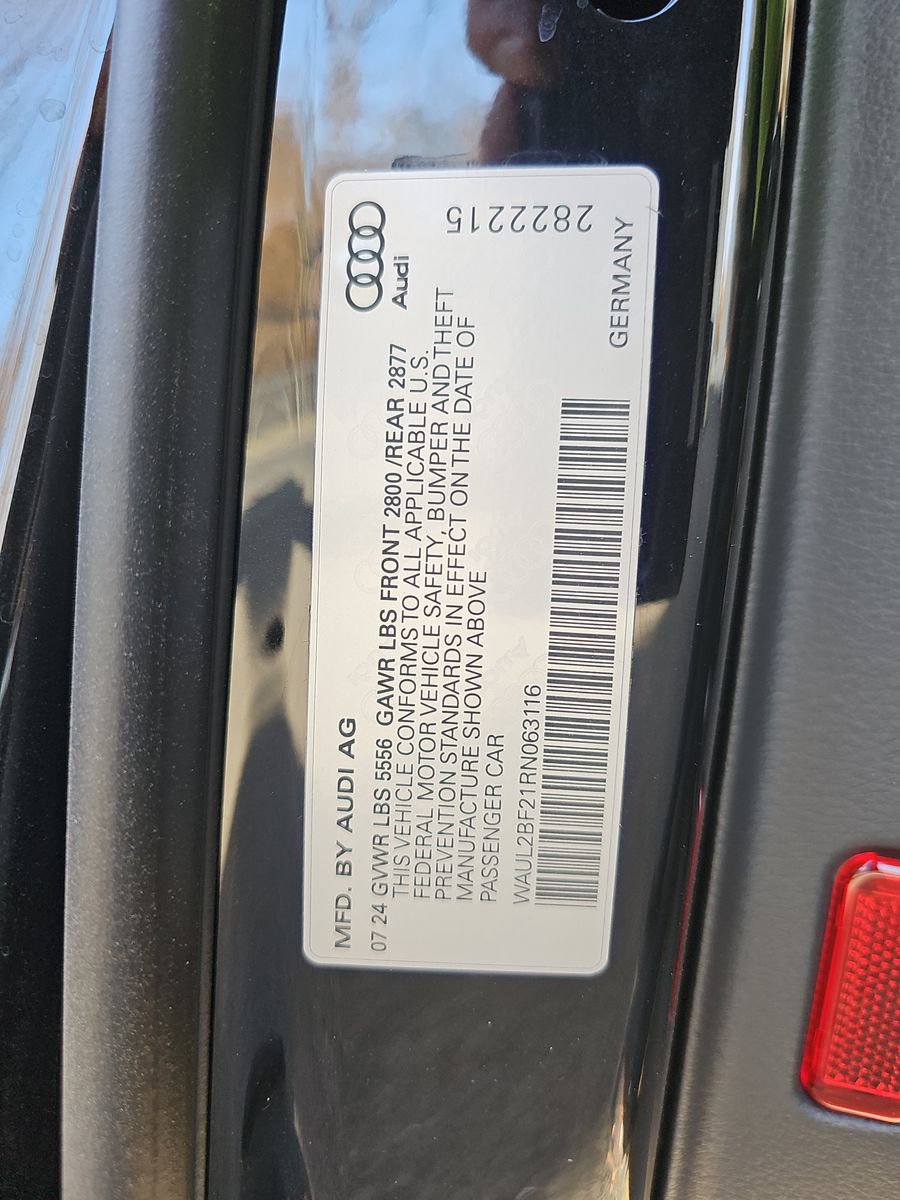 MFD. BY AUDI AG
Audi
07 24 GVWR LBS 5556 GAWR LBS FRONT 2800 /REAR 2877
THIS VEHICLE CONFORMS TO ALL APPLICABLE U.S.
FEDERAL MOTOR VEHICLE SAFETY, BUMPER AND THEFT
PREVENTION STANDARDS IN EFFECT ON THE DATE OF
MANUFACTURE SHOWN ABOVE
PASSENGER CAR
WAUL2BF21RN063116
GERMANY
2822215